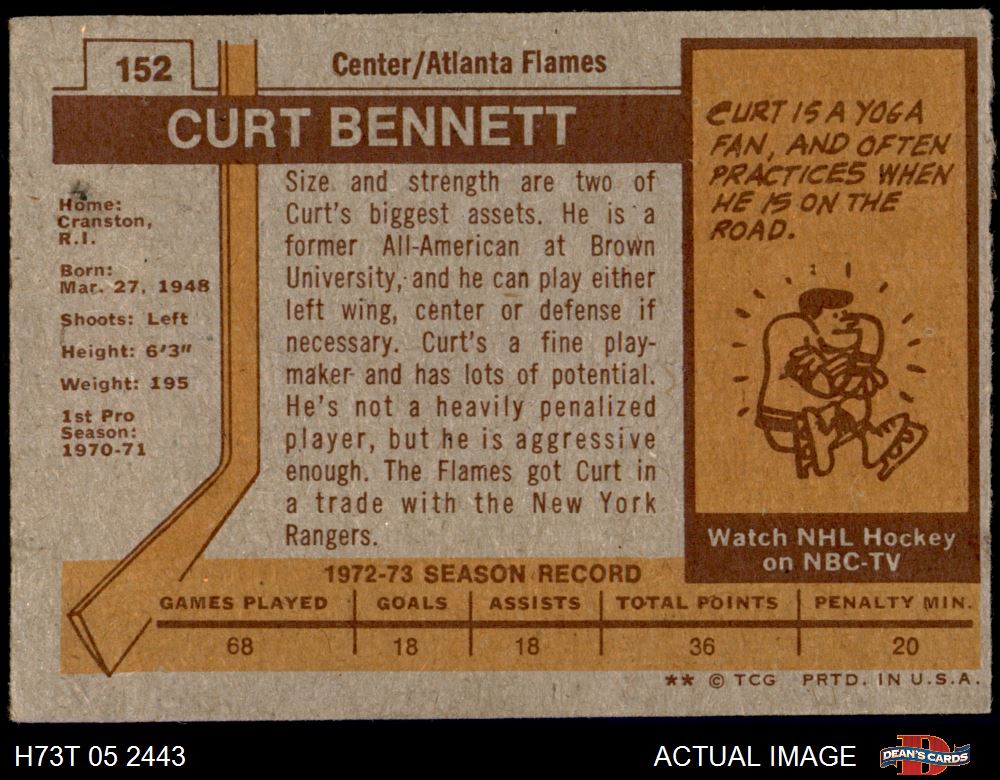 152
Center/Atlanta Flames
CURT BENNETT
Home:
Cranston,
R.I.
Born:
Mar. 27, 1948
Shoots: Left
Height: 6'3"
Weight: 195
1st Pro
Season:
1970-71
Size and strength are two of
Curt's biggest assets. He is a
former All-American at Brown
University, and he can play either
left wing, center or defense if
necessary. Curt's a fine play-
maker and has lots of potential.
He's not a heavily penalized
player, but he is aggressive
enough. The Flames got Curt in
a trade with the New York
Rangers.
CURT IS A YOGA
FAN, AND OFTEN
PRACTICES WHEN
HE IS ON THE
ROAD.
Watch NHL Hockey
on NBC-TV
1972-73 SEASON RECORD
GAMES PLAYED GOALS ASSISTS TOTAL POINTS PENALTY MIN.
68 18 18 36 20
** © TCG PRTD. IN U.S.A.
H73T 05 2443 ACTUAL IMAGE DEAN'S CARDS